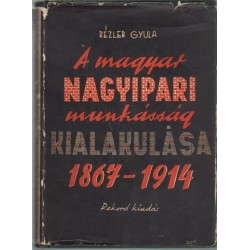 RÉZLER GYULA
A magyar
NAGYIPARI
munkásság
KIALAKULÁSA
1867-1914
Rekord kiadás